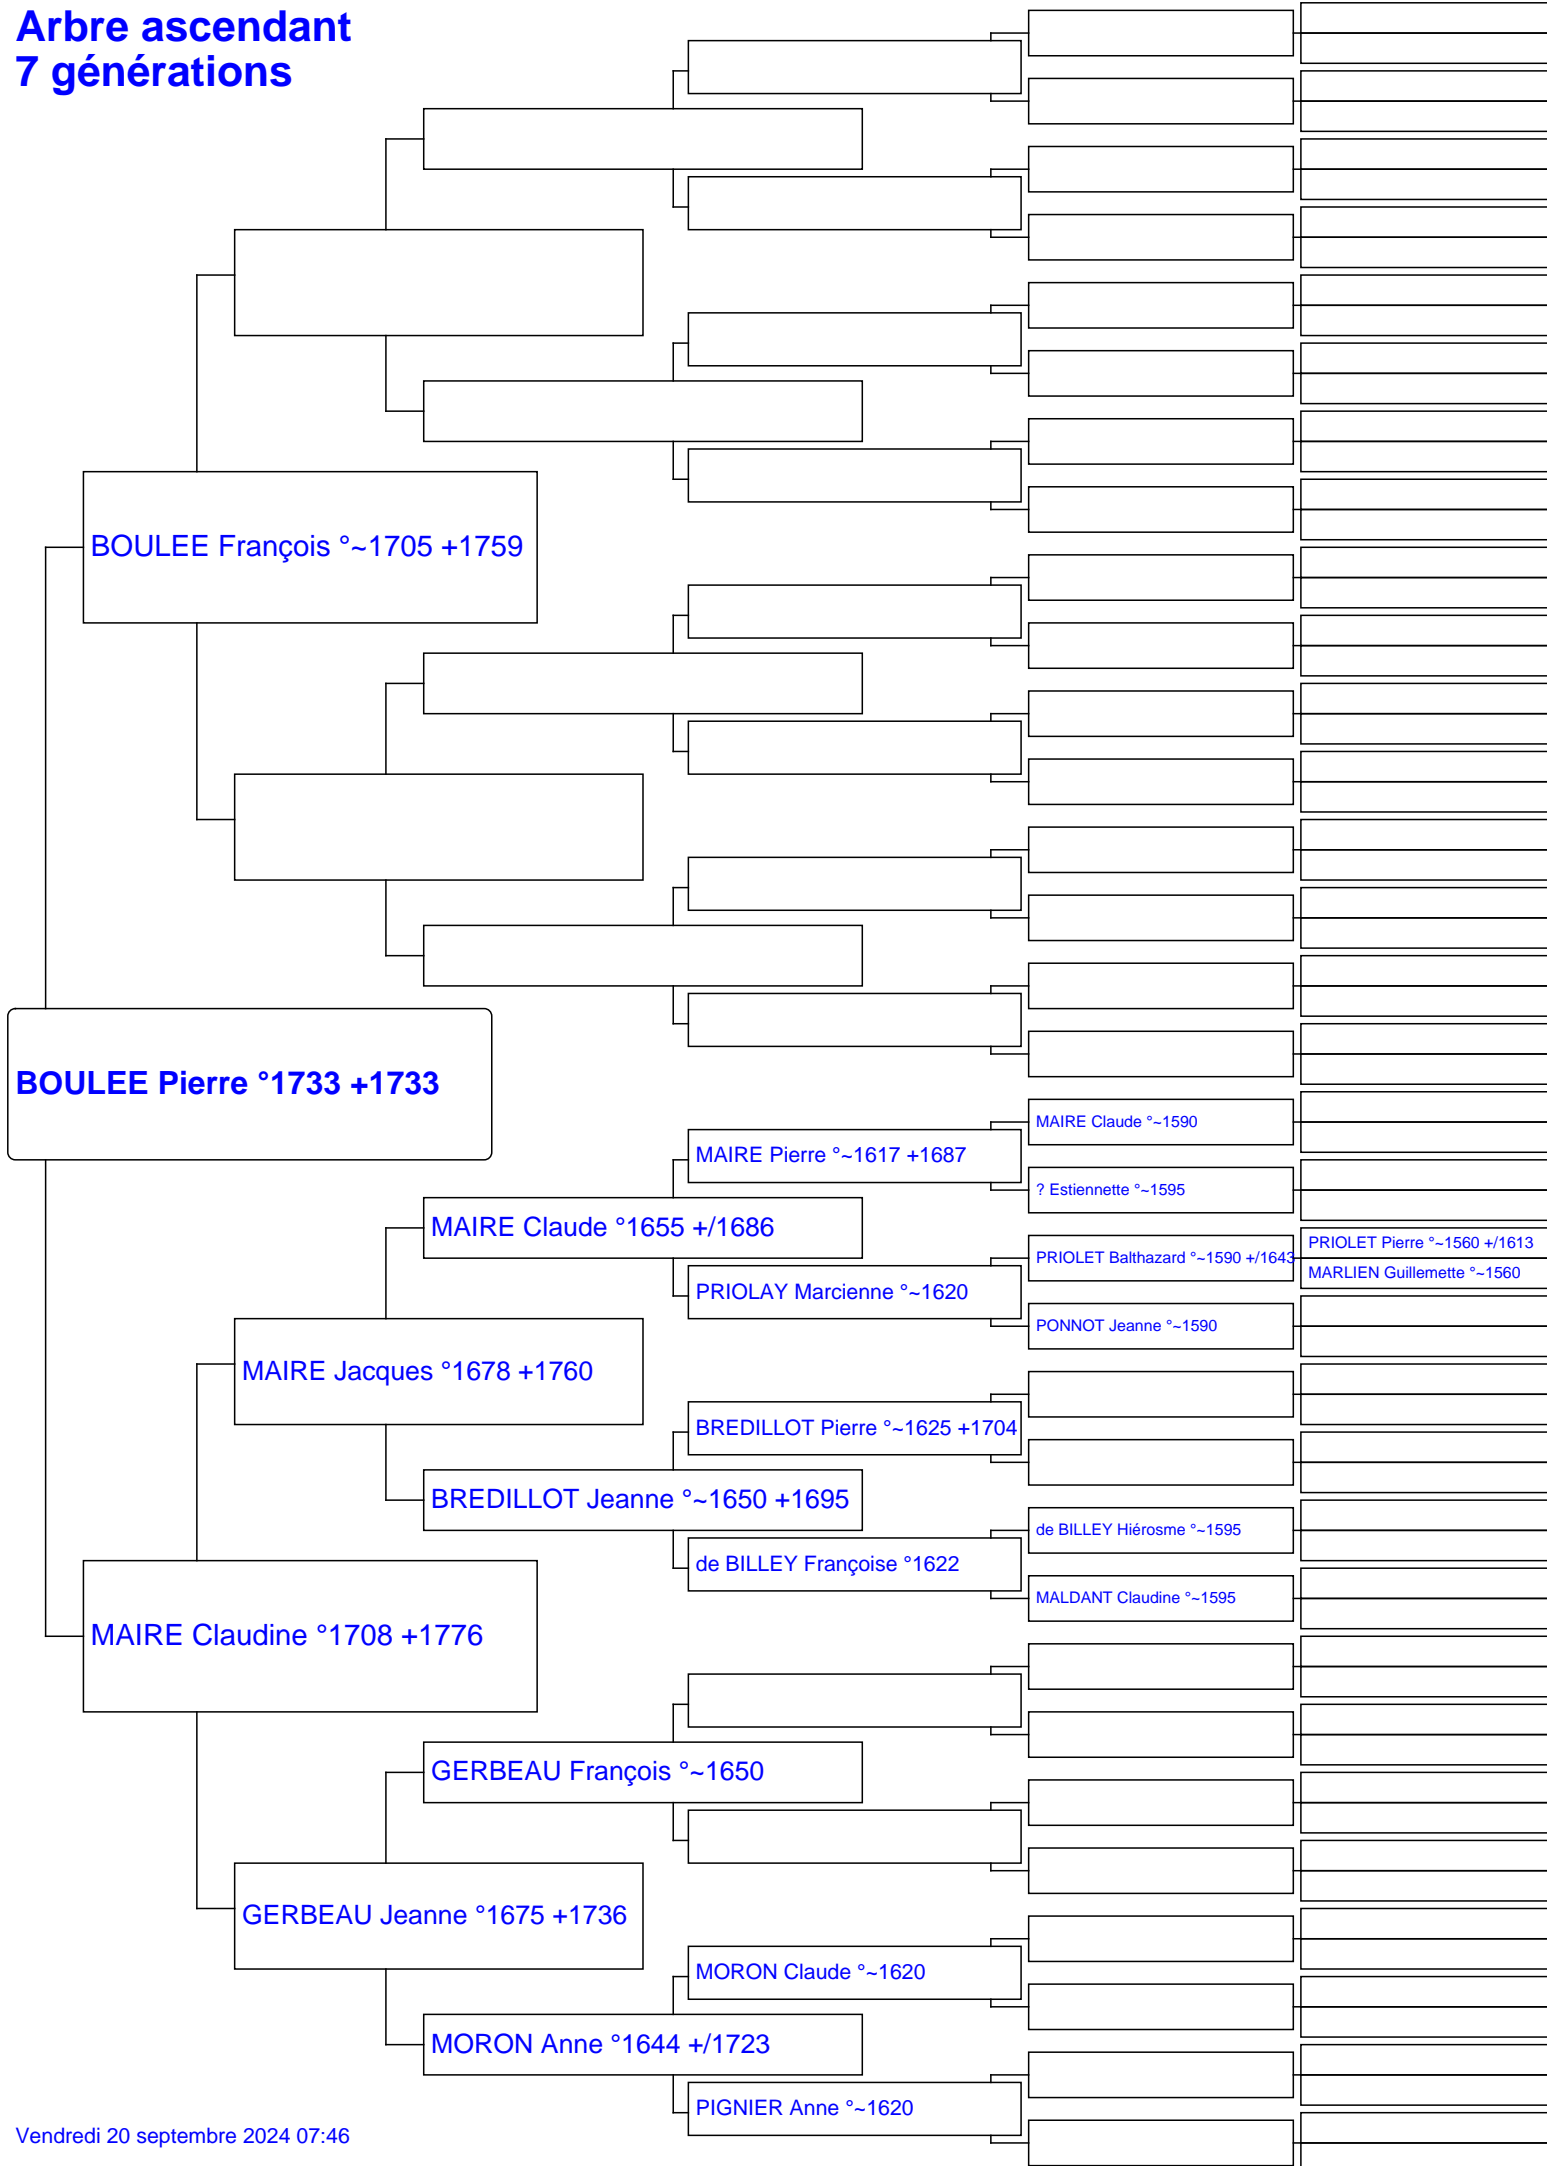 Arbre ascendant
7 générations
BOULEE François °~1705 +1759
BOULEE Pierre °1733 +1733
MAIRE Claude °~1590
MAIRE Pierre °~1617 +1687
? Estiennette °~1595
MAIRE Claude °1655 +/1686
PRIOLET Pierre °~1560 +/1613
PRIOLET Balthazard °~1590 +/1643
MARLIEN Guillemette °~1560
PRIOLAY Marcienne °~1620
PONNOT Jeanne °~1590
MAIRE Jacques °1678 +1760
BREDILLOT Pierre °~1625 +1704
BREDILLOT Jeanne °~1650 +1695
de BILLEY Hiérosme °~1595
de BILLEY Françoise °1622
MALDANT Claudine °~1595
MAIRE Claudine °1708 +1776
GERBEAU François °~1650
GERBEAU Jeanne °1675 +1736
MORON Claude °~1620
MORON Anne °1644 +/1723
PIGNIER Anne °~1620
Vendredi 20 septembre 2024 07:46